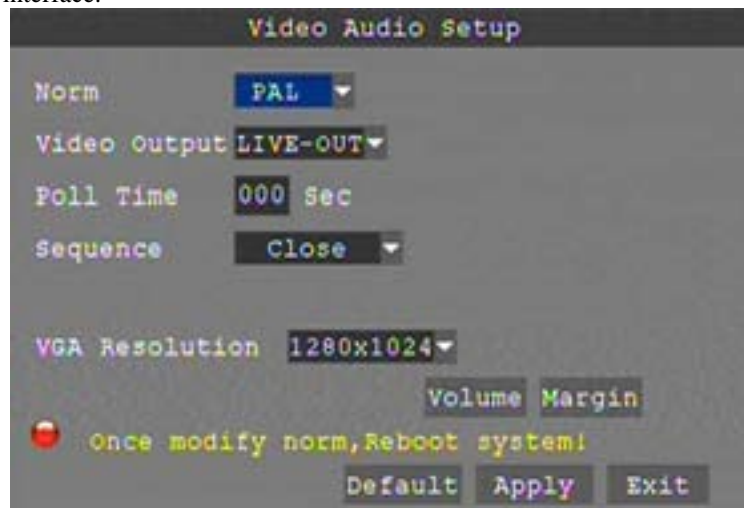 interface.
Video Audio Setup
Norm PAL
Video Output LIVE-OUT
Poll Time 000 Sec
Sequence Close
VGA Resolution 1280x1024
Volume Margin
Once modify norm,Reboot system!
Default Apply Exit